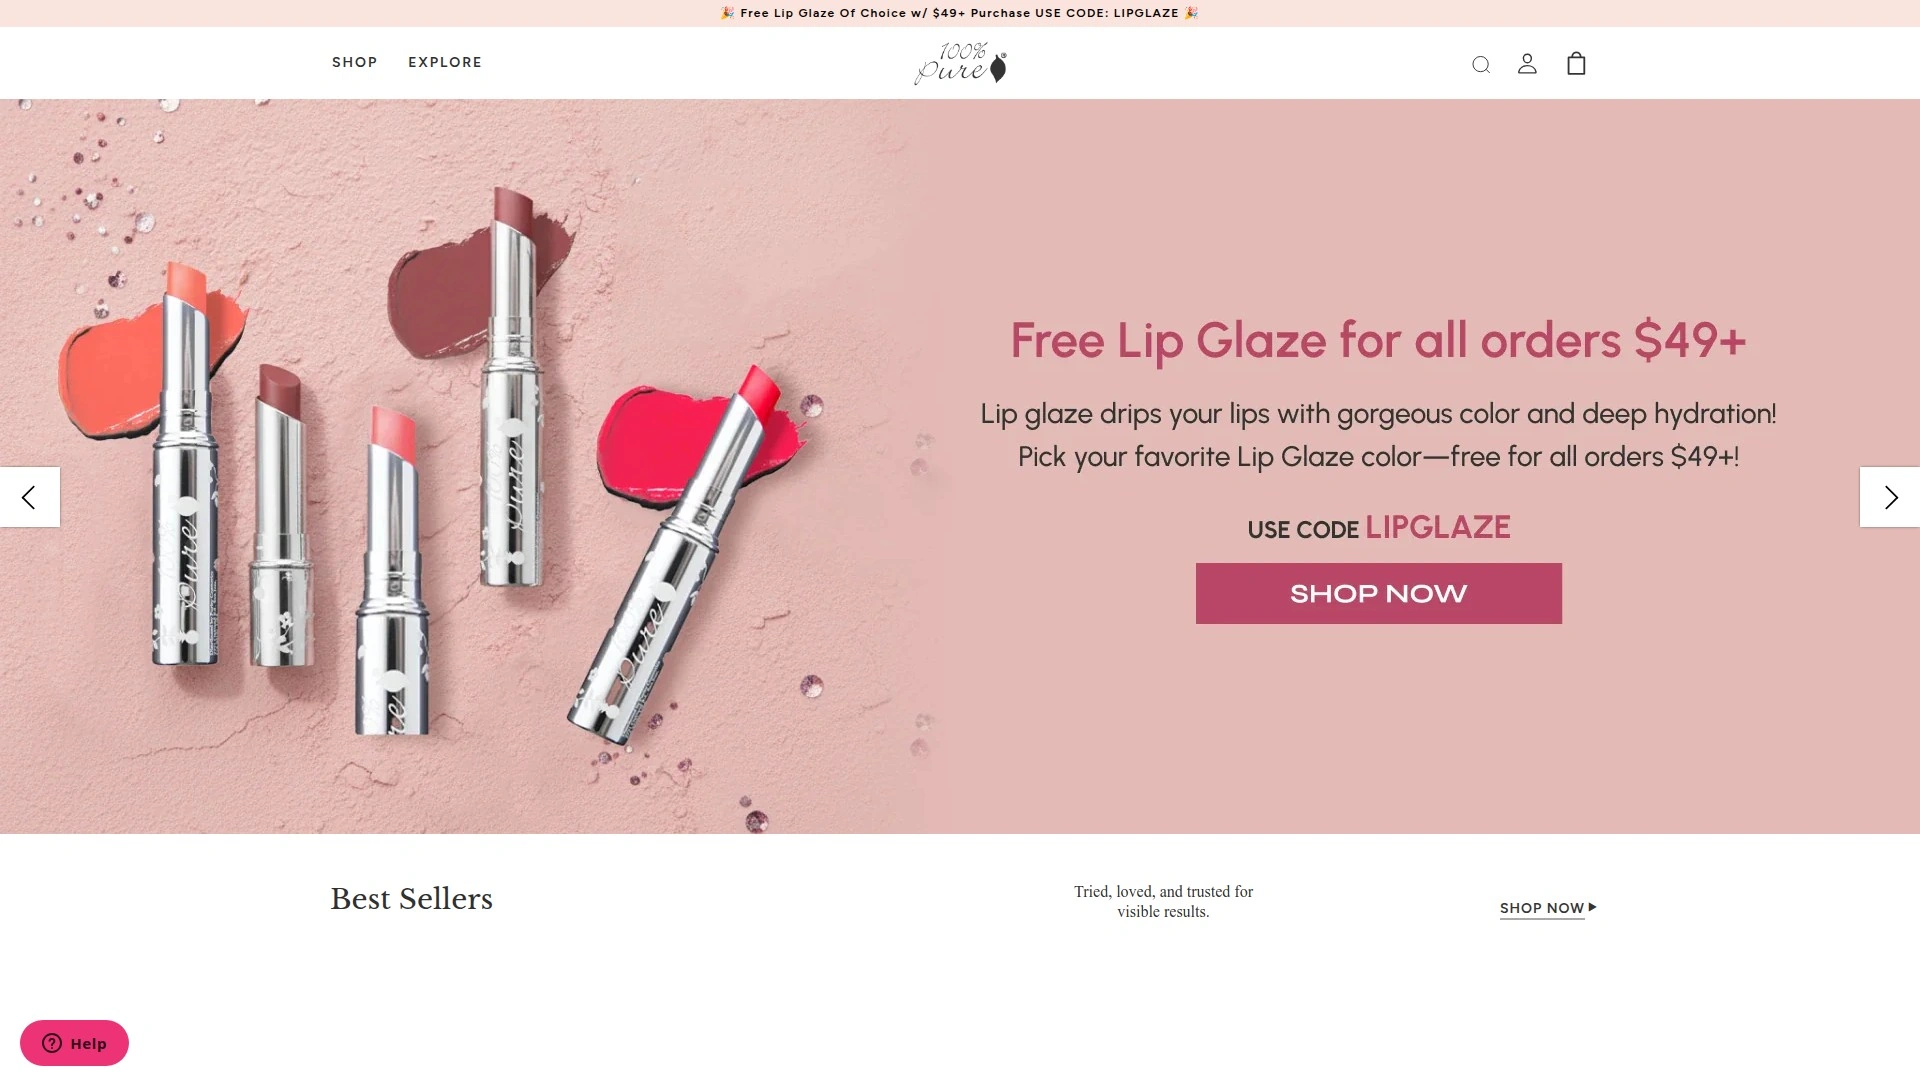 🎉 Free Lip Glaze Of Choice w/ $49+ Purchase USE CODE: LIPGLAZE 🎉
SHOP EXPLORE
100%
Pure®
Free Lip Glaze for all orders $49+
Lip glaze drips your lips with gorgeous color and deep hydration!
Pick your favorite Lip Glaze color—free for all orders $49+!
USE CODE LIPGLAZE
SHOP NOW
Pure
Pure
Pure
Best Sellers
Tried, loved, and trusted for
visible results.
SHOP NOW
Help